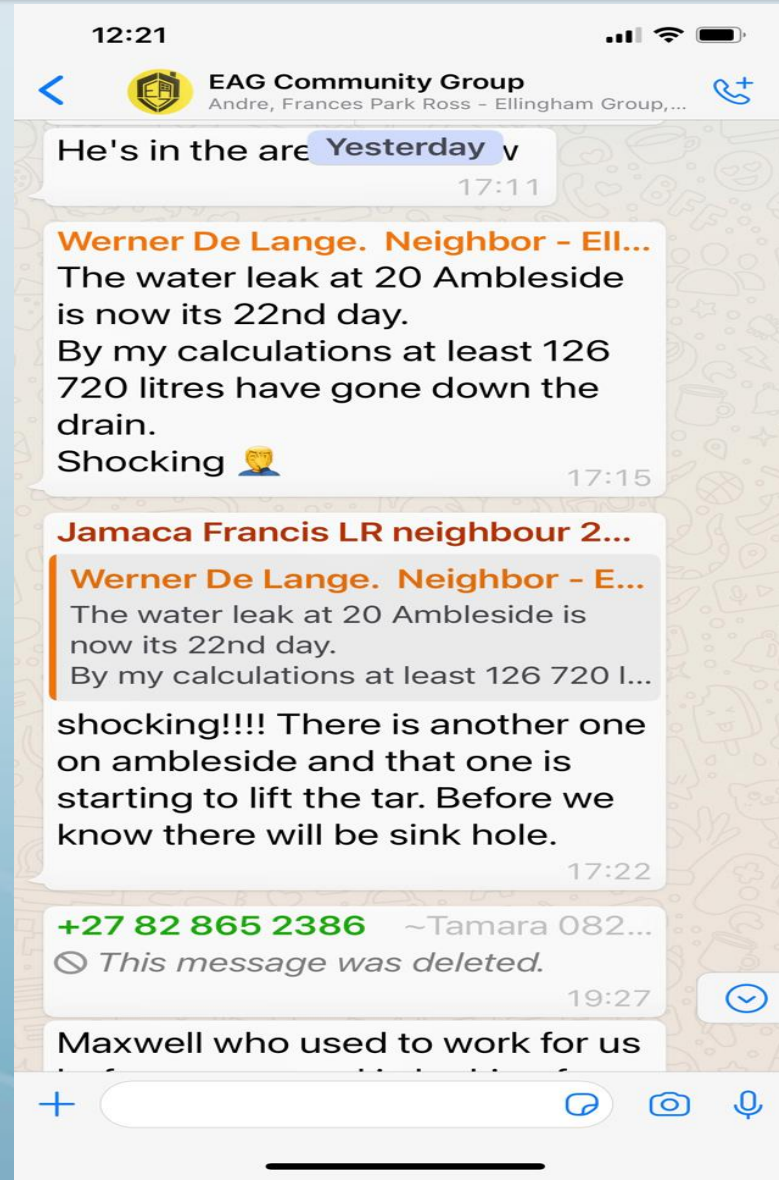 12:21
EAG Community Group
Andre, Frances Park Ross - Ellingham Group,...
Yesterday
He's in the are
17:11
Werner De Lange. Neighbor - Ell...
The water leak at 20 Ambleside
is now its 22nd day.
By my calculations at least 126
720 litres have gone down the
drain.
Shocking 🤦
17:15
Jamaca Francis LR neighbour 2...
Werner De Lange. Neighbor - E...
The water leak at 20 Ambleside is
now its 22nd day.
By my calculations at least 126 720 l...
shocking!!!! There is another one
on ambleside and that one is
starting to lift the tar. Before we
know there will be sink hole.
17:22
+27 82 865 2386 ~Tamara 082...
This message was deleted.
19:27
Maxwell who used to work for us